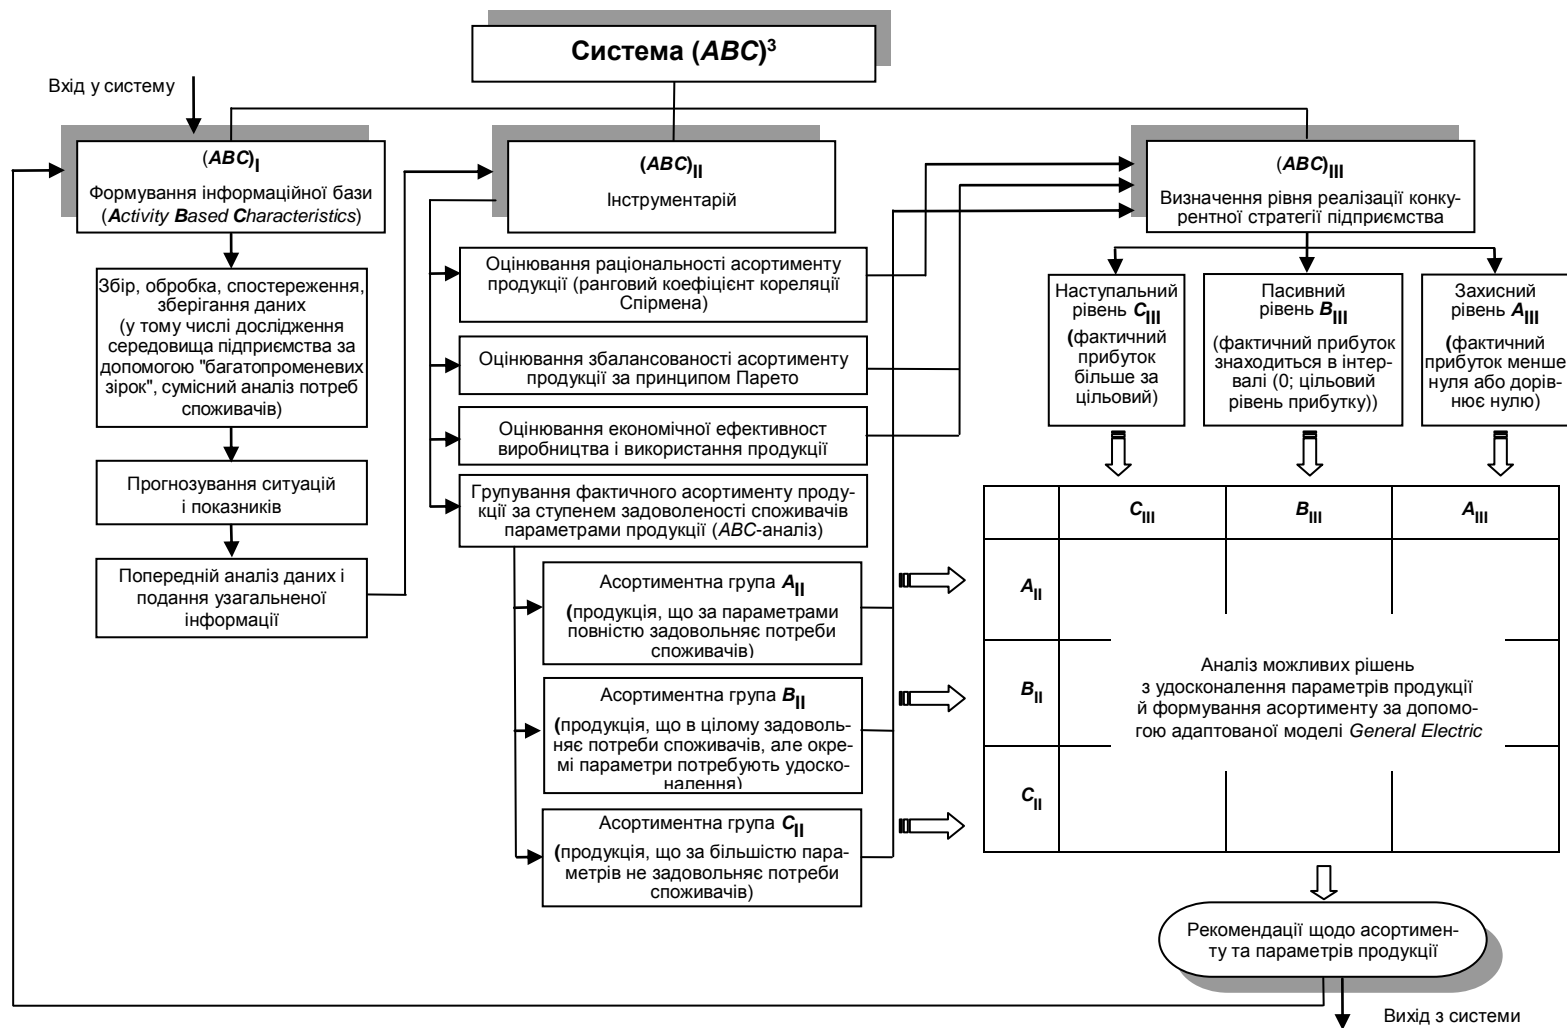 Система (ABC)³
Вхід у систему
(ABC)I
Формування інформаційної бази
(Activity Based Characteristics)
Збір, обробка, спостереження,
зберігання даних
(у тому числі дослідження
середовища підприємства за
допомогою "багатопроменевих
зірок", сумісний аналіз потреб
споживачів)
Прогнозування ситуацій
і показників
Попередній аналіз даних і
подання узагальненої
інформації
(ABC)II
Інструментарій
Оцінювання раціональності асортименту
продукції (ранговий коефіцієнт кореляції
Спірмена)
Оцінювання збалансованості асортименту
продукції за принципом Парето
Оцінювання економічної ефективност
виробництва і використання продукції
Групування фактичного асортименту проду-
кції за ступенем задоволеності споживачів
параметрами продукції (ABC-аналіз)
Асортиментна група AII
(продукція, що за параметрами
повністю задовольняє потреби
споживачів)
Асортиментна група BII
(продукція, що в цілому задоволь-
няє потреби споживачів, але окре-
мі параметри потребують удоско-
налення)
Асортиментна група CII
(продукція, що за більшістю пара-
метрів не задовольняє потреби
споживачів)
(ABC)III
Визначення рівня реалізації конку-
рентної стратегії підприємства
Наступальний
рівень CIII
(фактичний
прибуток
більше за
цільовий)
Пасивний
рівень BIII
(фактичний прибуток
знаходиться в інтер-
валі (0; цільовий
рівень прибутку))
Захисний
рівень AIII
(фактичний
прибуток менше
нуля або дорів-
нює нулю)
CIII
BIII
AIII
AII
BII
CII
Аналіз можливих рішень
з удосконалення параметрів продукції
й формування асортименту за допомо-
гою адаптованої моделі General Electric
Рекомендації щодо асортимен-
ту та параметрів продукції
Вихід з системи